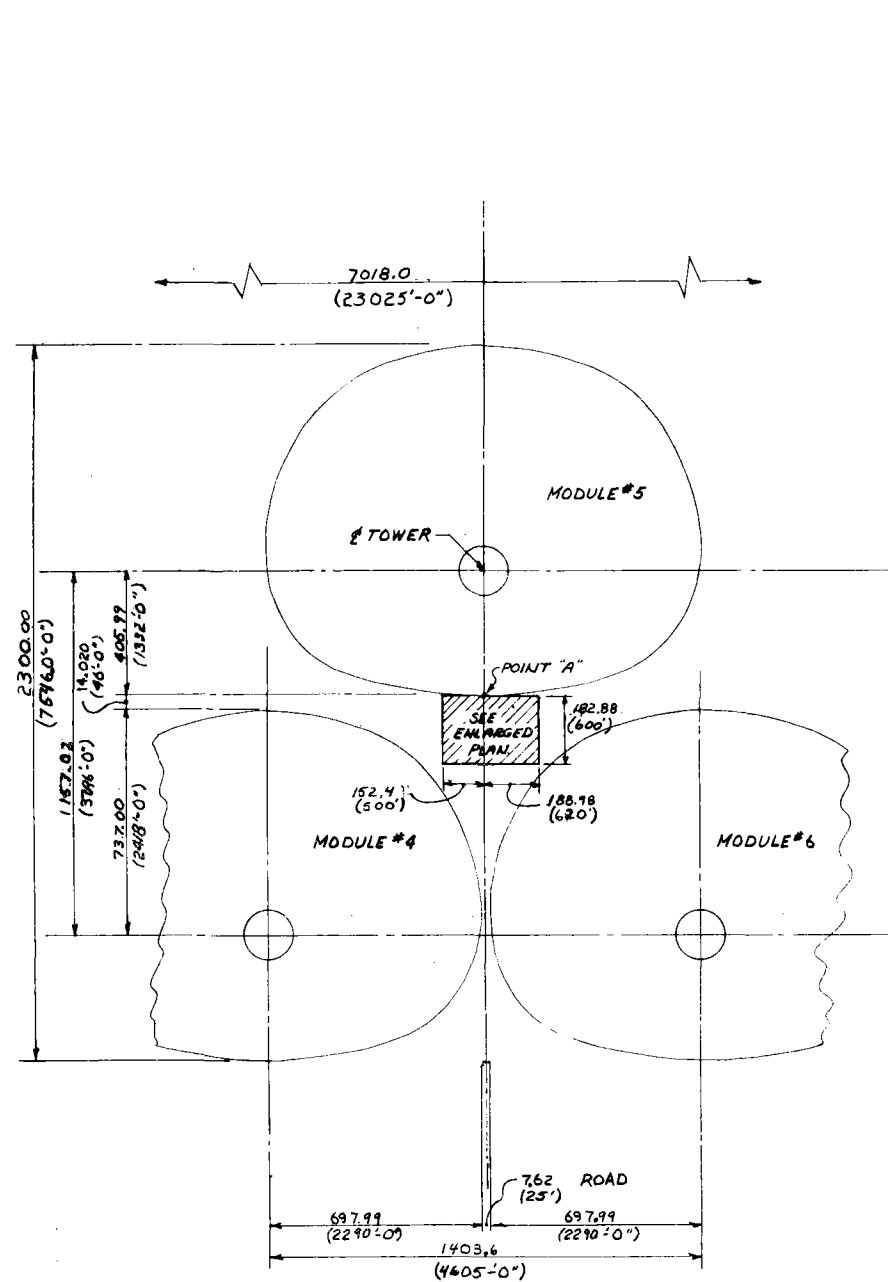 7018.0
(23025'-0")
MODULE #5
℄ TOWER
2300.00
(7546.0'-0")
1157.02
(3796'-0")
14.020
(46'-0")
405.99
(1332'-0")
737.00
(2418'-0")
POINT "A"
SEE
ENLARGED
PLAN.
182.88
(600')
152.4
(500')
188.98
(620')
MODULE #4
MODULE #6
7.62 ROAD
(25')
697.99
(2290'-0")
697.99
(2290'-0")
1403.6
(4605'-0")